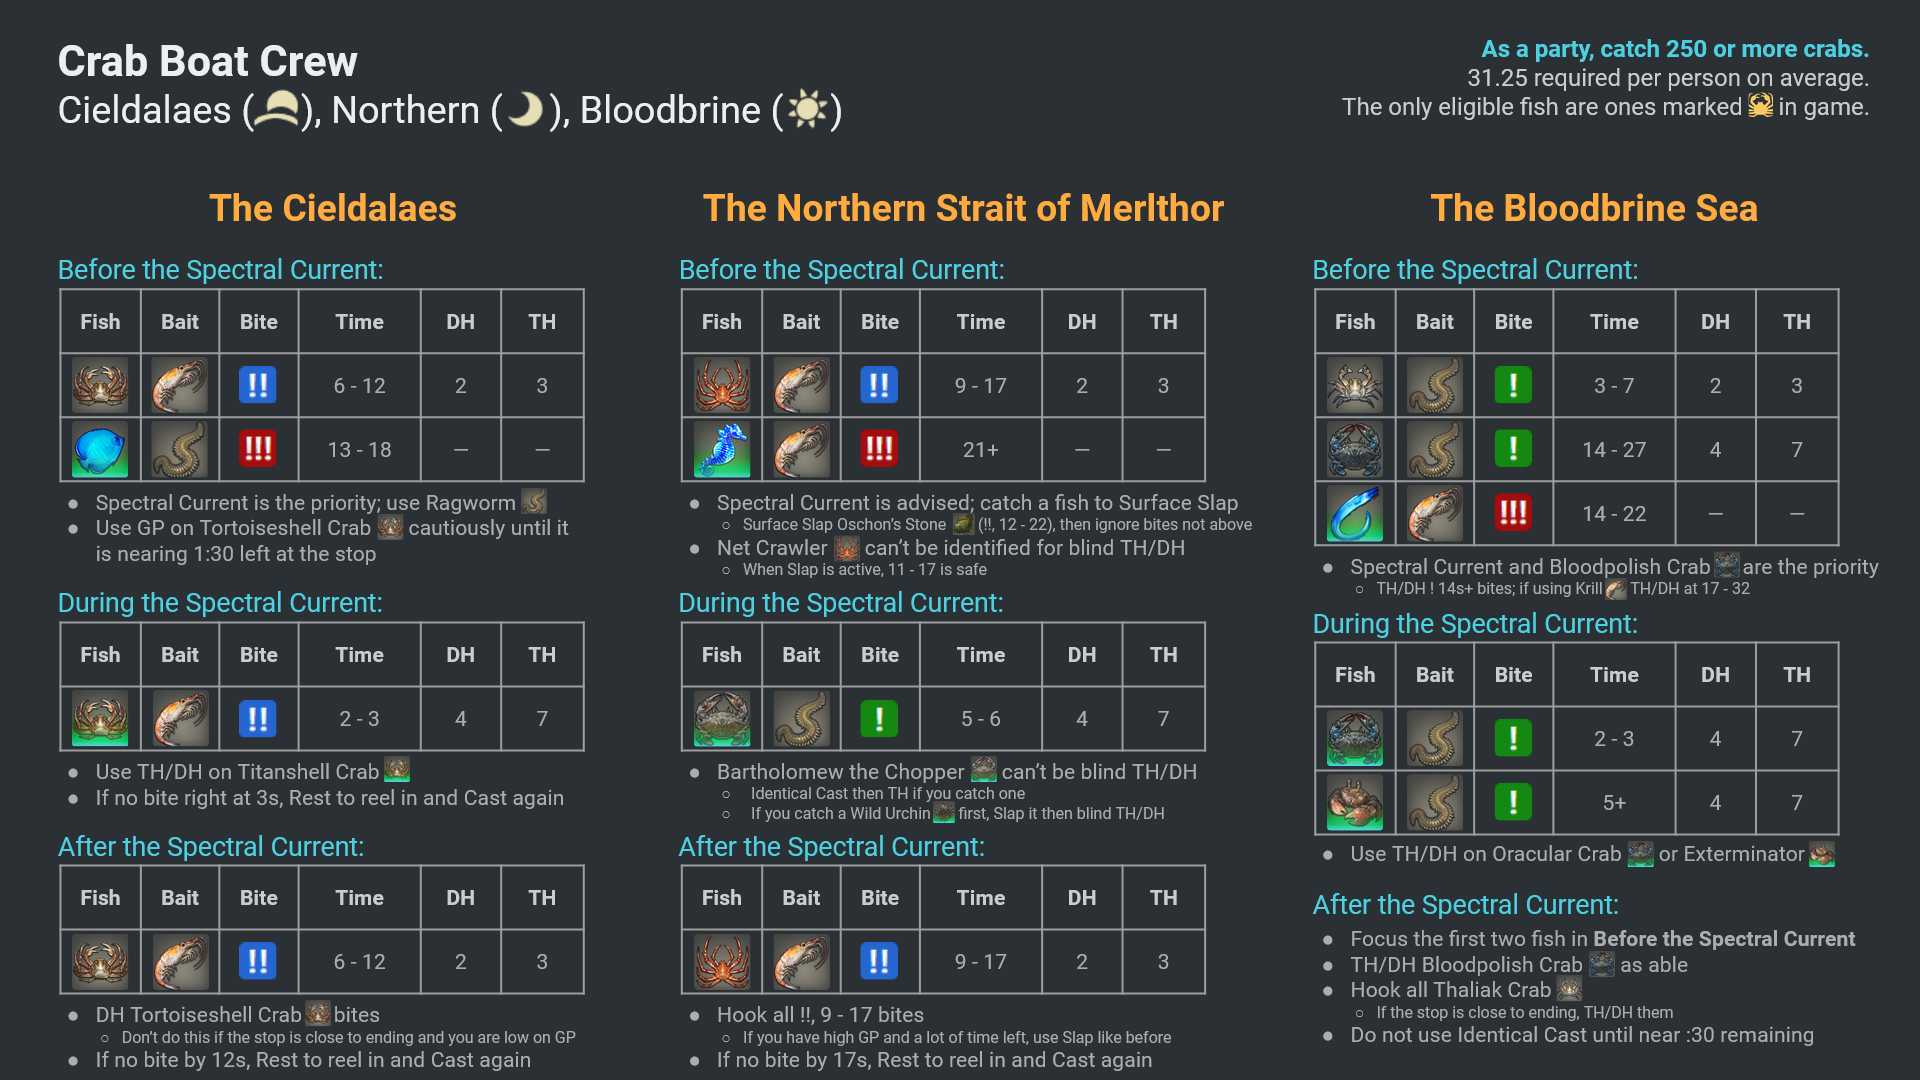 Crab Boat Crew
Cieldalaes ( ), Northern ( ), Bloodbrine ( )
As a party, catch 250 or more crabs.
31.25 required per person on average.
The only eligible fish are ones marked in game.
The Cieldalaes
Before the Spectral Current:
Fish Bait Bite Time DH TH
!! 6 - 12 2 3
!!! 13 - 18 — —
● Spectral Current is the priority; use Ragworm
● Use GP on Tortoiseshell Crab cautiously until it
is nearing 1:30 left at the stop
During the Spectral Current:
Fish Bait Bite Time DH TH
!! 2 - 3 4 7
● Use TH/DH on Titanshell Crab
● If no bite right at 3s, Rest to reel in and Cast again
After the Spectral Current:
Fish Bait Bite Time DH TH
!! 6 - 12 2 3
● DH Tortoiseshell Crab bites
○ Don't do this if the stop is close to ending and you are low on GP
● If no bite by 12s, Rest to reel in and Cast again
The Northern Strait of Merlthor
Before the Spectral Current:
Fish Bait Bite Time DH TH
!! 9 - 17 2 3
!!! 21+ — —
● Spectral Current is advised; catch a fish to Surface Slap
○ Surface Slap Oschon's Stone (!!, 12 - 22), then ignore bites not above
● Net Crawler can't be identified for blind TH/DH
○ When Slap is active, 11 - 17 is safe
During the Spectral Current:
Fish Bait Bite Time DH TH
! 5 - 6 4 7
● Bartholomew the Chopper can't be blind TH/DH
○ Identical Cast then TH if you catch one
○ If you catch a Wild Urchin first, Slap it then blind TH/DH
After the Spectral Current:
Fish Bait Bite Time DH TH
!! 9 - 17 2 3
● Hook all !!, 9 - 17 bites
○ If you have high GP and a lot of time left, use Slap like before
● If no bite by 17s, Rest to reel in and Cast again
The Bloodbrine Sea
Before the Spectral Current:
Fish Bait Bite Time DH TH
! 3 - 7 2 3
! 14 - 27 4 7
!!! 14 - 22 — —
● Spectral Current and Bloodpolish Crab are the priority
○ TH/DH ! 14s+ bites; if using Krill TH/DH at 17 - 32
During the Spectral Current:
Fish Bait Bite Time DH TH
! 2 - 3 4 7
! 5+ 4 7
● Use TH/DH on Oracular Crab or Exterminator
After the Spectral Current:
● Focus the first two fish in Before the Spectral Current
● TH/DH Bloodpolish Crab as able
● Hook all Thaliak Crab
○ If the stop is close to ending, TH/DH them
● Do not use Identical Cast until near :30 remaining